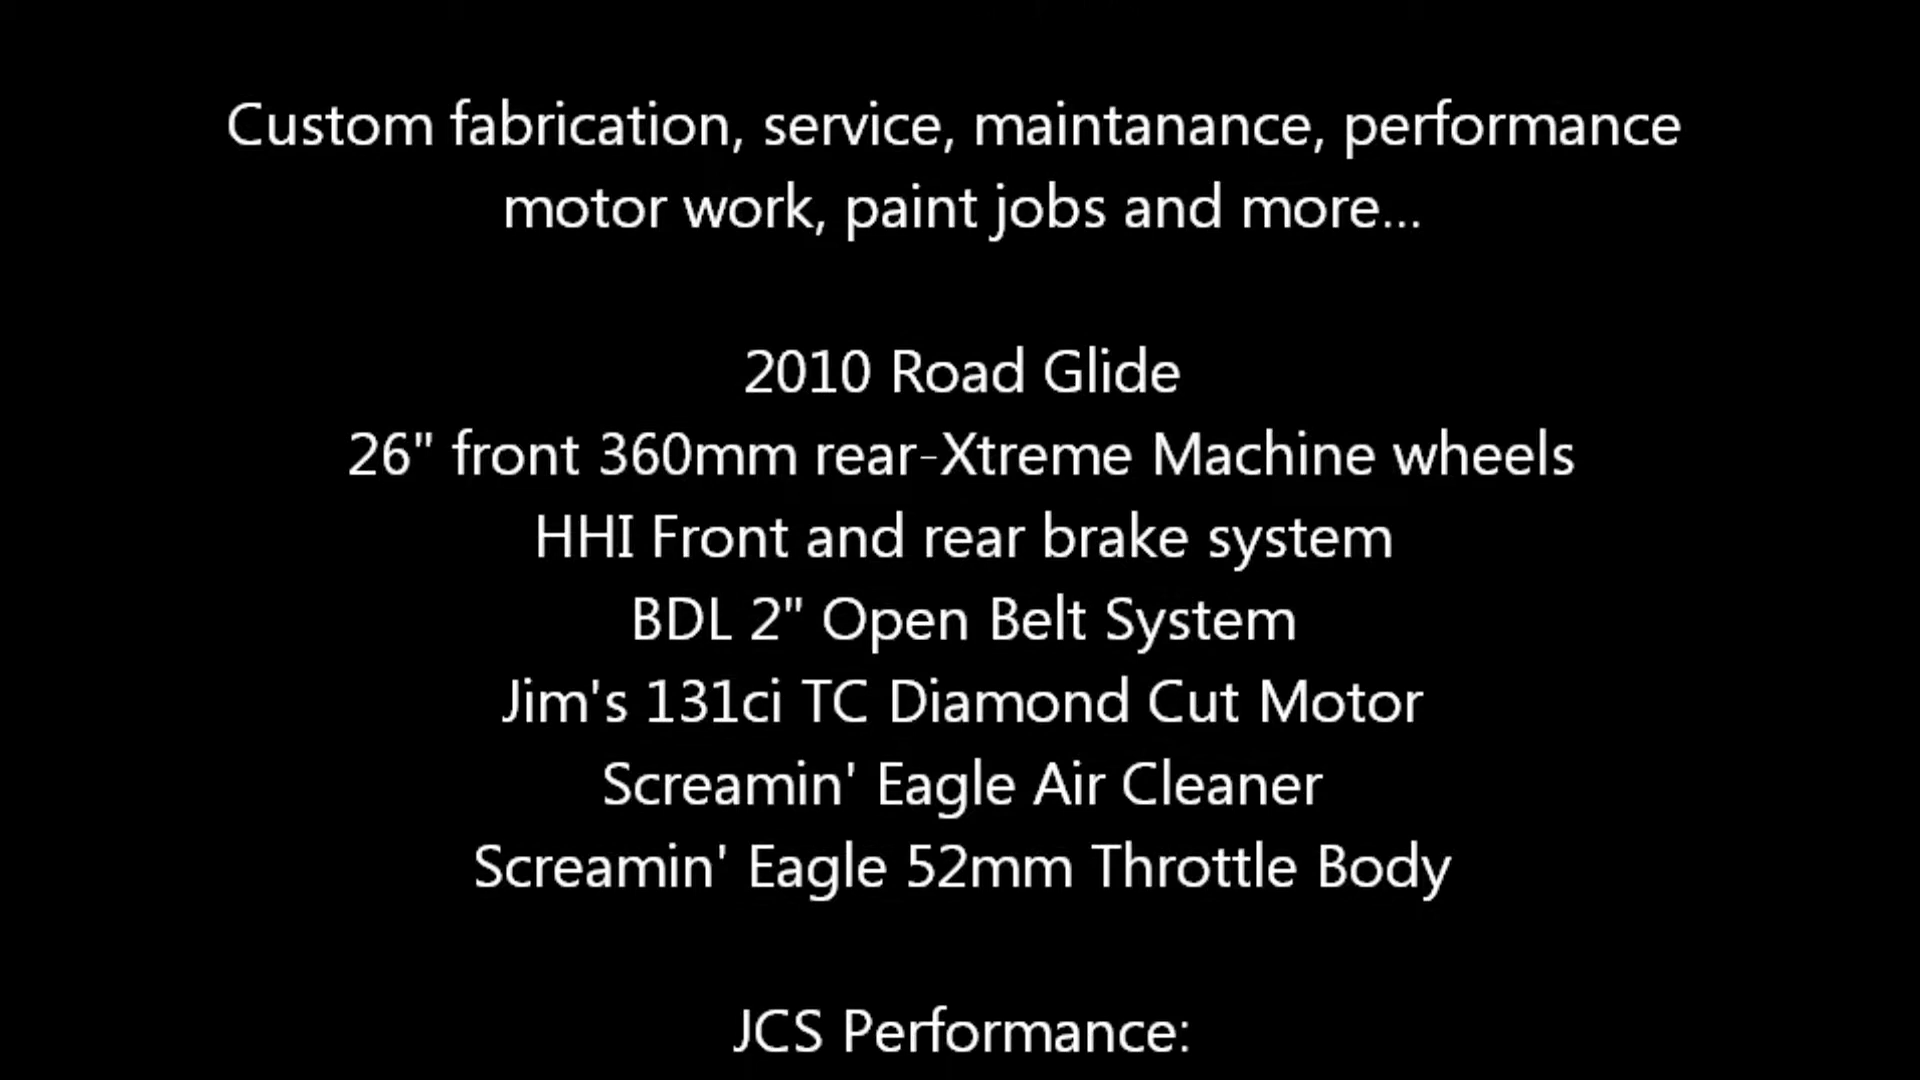 Custom fabrication, service, maintanance, performance
motor work, paint jobs and more...
2010 Road Glide
26" front 360mm rear-Xtreme Machine wheels
HHI Front and rear brake system
BDL 2" Open Belt System
Jim's 131ci TC Diamond Cut Motor
Screamin' Eagle Air Cleaner
Screamin' Eagle 52mm Throttle Body
JCS Performance: